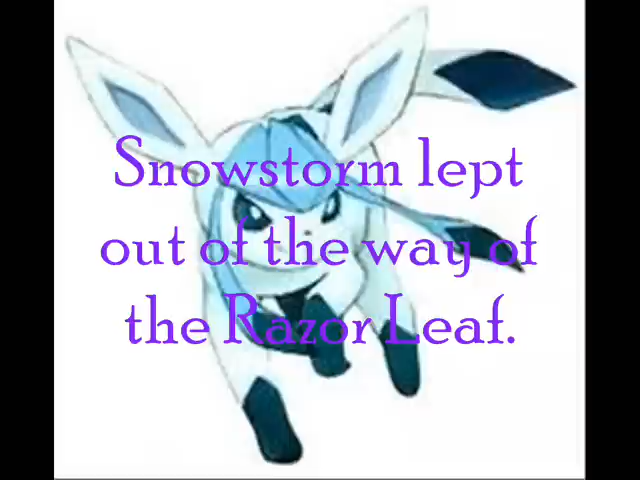 Snowstorm lept
out of the way of
the Razor Leaf.